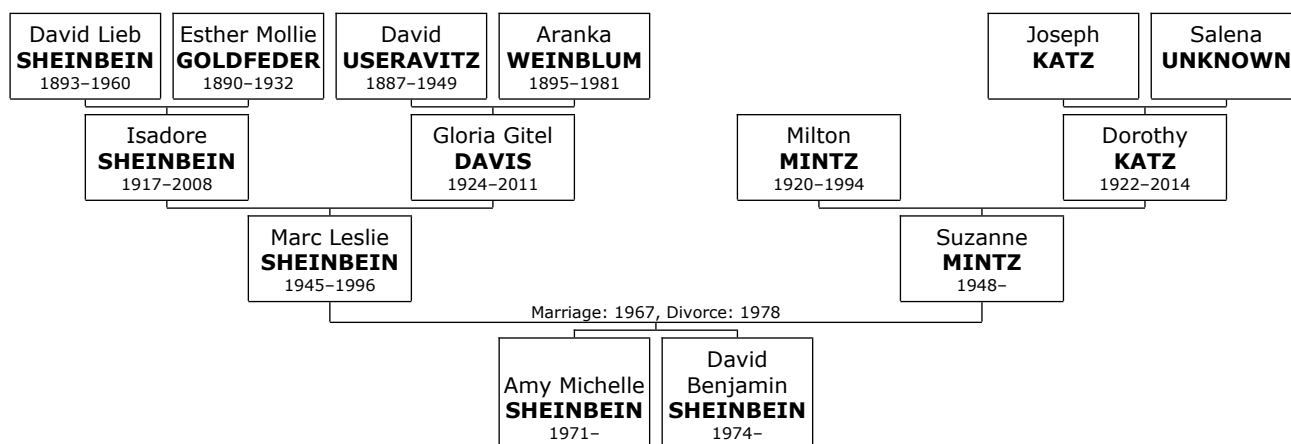 David Lieb
SHEINBEIN
1893–1960
Esther Mollie
GOLDFEDER
1890–1932
David
USERAVITZ
1887–1949
Aranka
WEINBLUM
1895–1981
Joseph
KATZ
Salena
UNKNOWN
Isadore
SHEINBEIN
1917–2008
Gloria Gitel
DAVIS
1924–2011
Milton
MINTZ
1920–1994
Dorothy
KATZ
1922–2014
Marc Leslie
SHEINBEIN
1945–1996
Suzanne
MINTZ
1948–
Marriage: 1967, Divorce: 1978
Amy Michelle
SHEINBEIN
1971–
David
Benjamin
SHEINBEIN
1974–